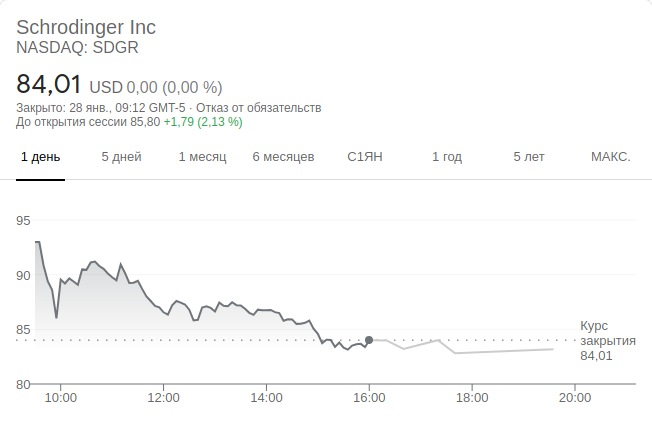 Schrodinger Inc
NASDAQ: SDGR
84,01 USD 0,00 (0,00 %)
Закрыто: 28 янв., 09:12 GMT-5 · Отказ от обязательств
До открытия сессии 85,80 +1,79 (2,13 %)
1 день 5 дней 1 месяц 6 месяцев С1ЯН 1 год 5 лет МАКС.
95
90
85
80
Курс
закрытия
84,01
10:00 12:00 14:00 16:00 18:00 20:00